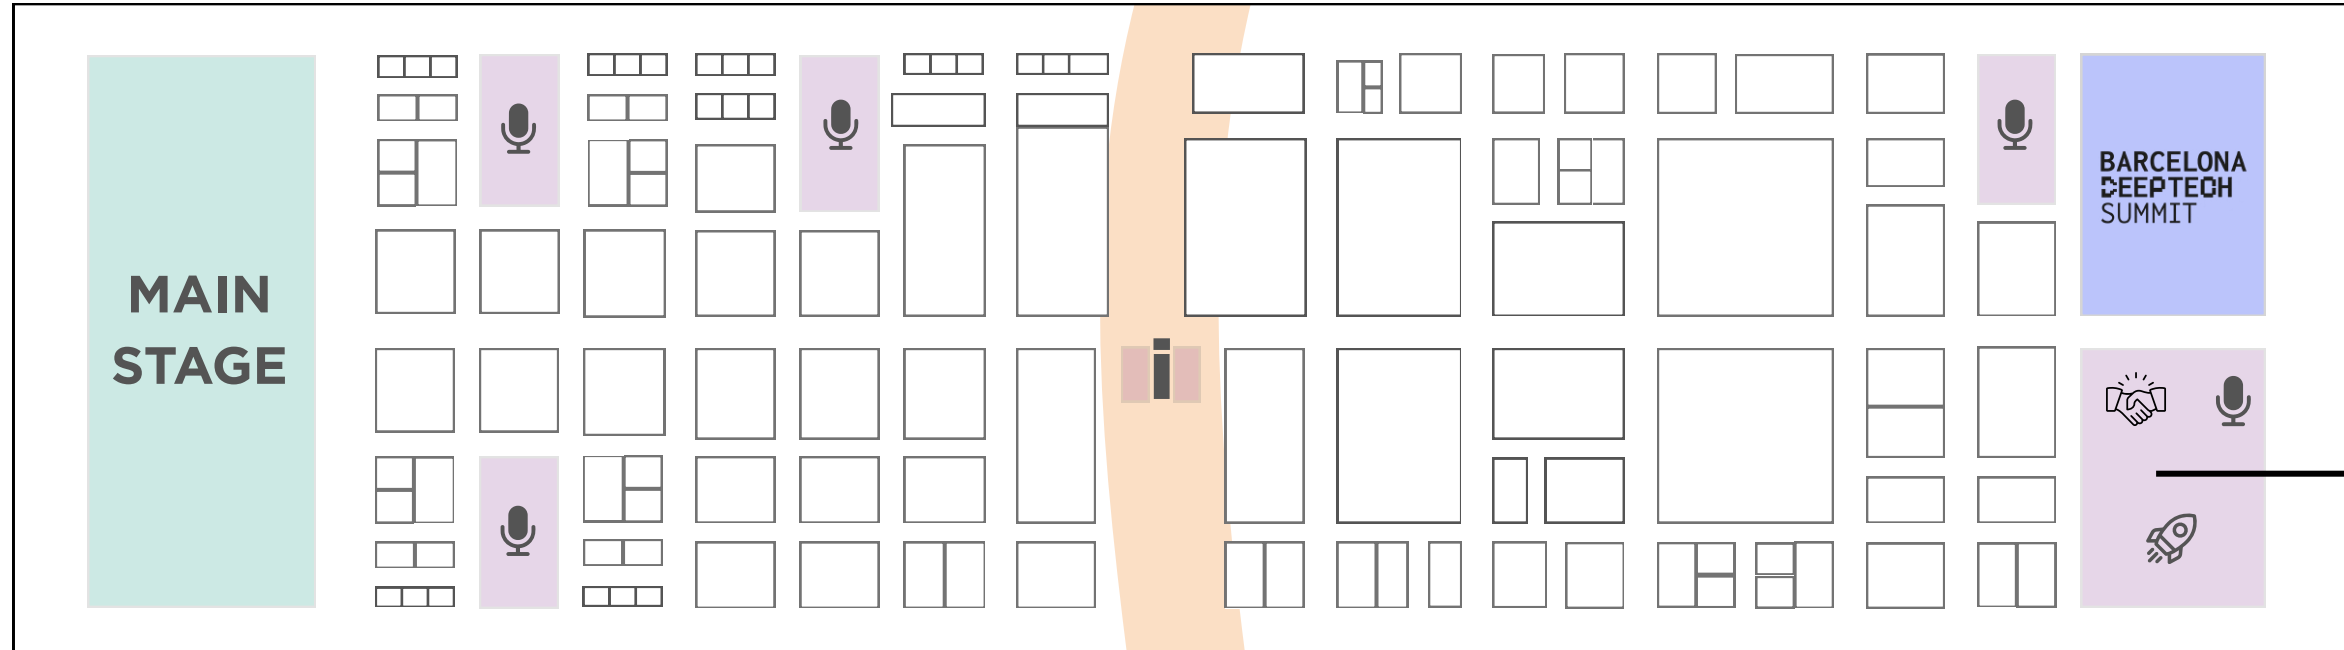 MAIN
STAGE
i
BARCELONA
DEEPTECH
SUMMIT